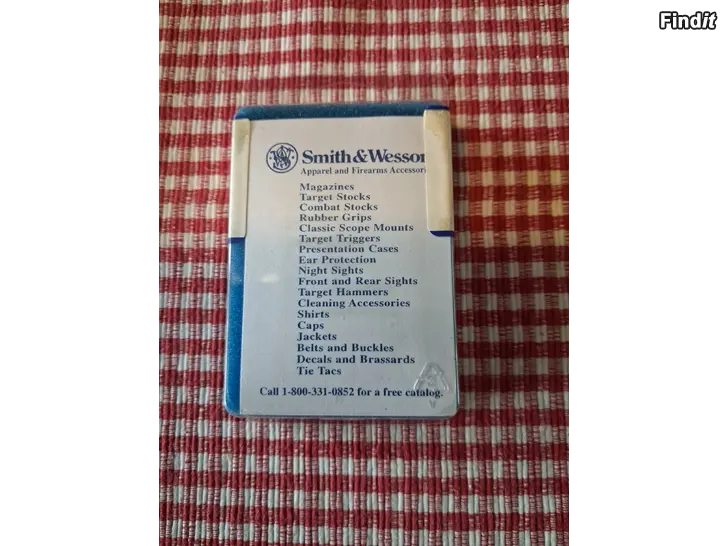 Findit
Smith & Wesson
Apparel and Firearms Accessori
Magazines
Target Stocks
Combat Stocks
Rubber Grips
Classic Scope Mounts
Target Triggers
Presentation Cases
Ear Protection
Night Sights
Front and Rear Sights
Target Hammers
Cleaning Accessories
Shirts
Caps
Jackets
Belts and Buckles
Decals and Brassards
Tie Tacs
Call 1-800-331-0852 for a free catalog.